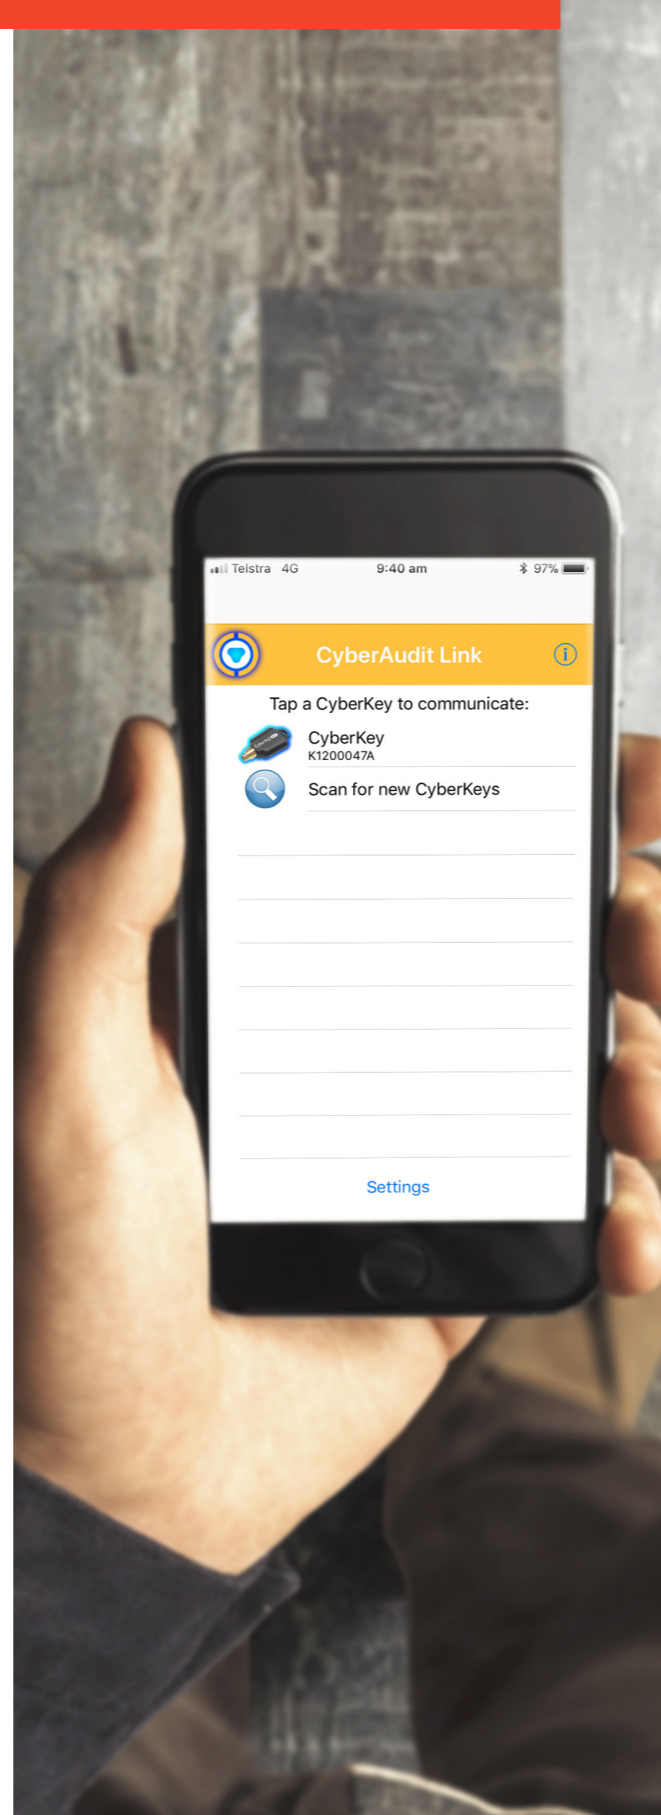 Telstra 4G 9:40 am 97%
CyberAudit Link
Tap a CyberKey to communicate:
CyberKey
K1200047A
Scan for new CyberKeys
Settings